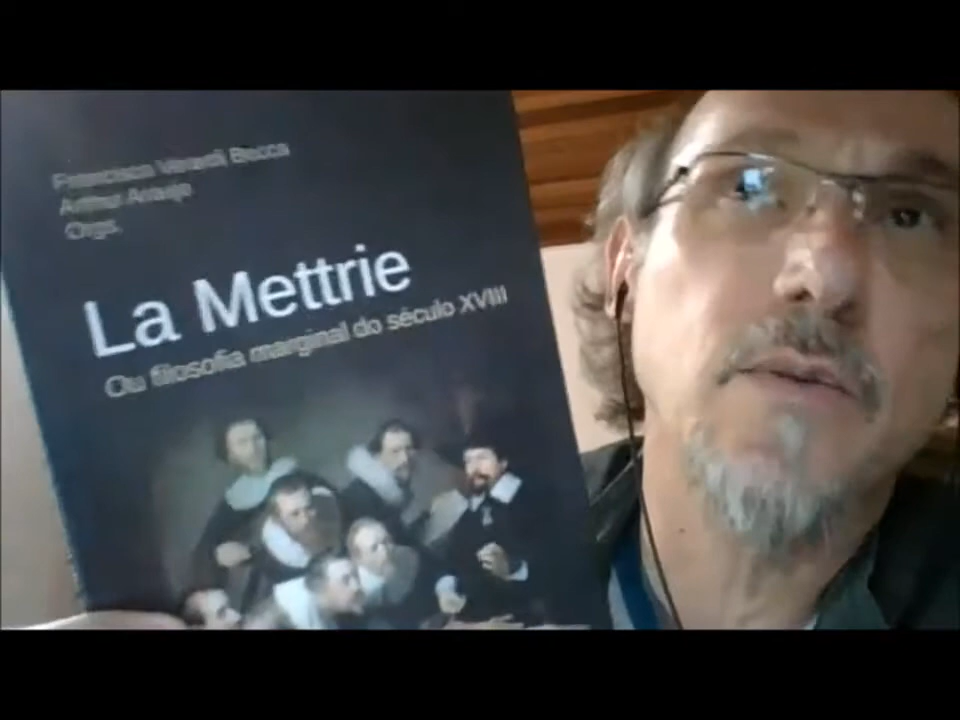 Francisco Verardi Bocca
Arthur Araujo
Orgs.
La Mettrie
Ou filosofia marginal do século XVIII